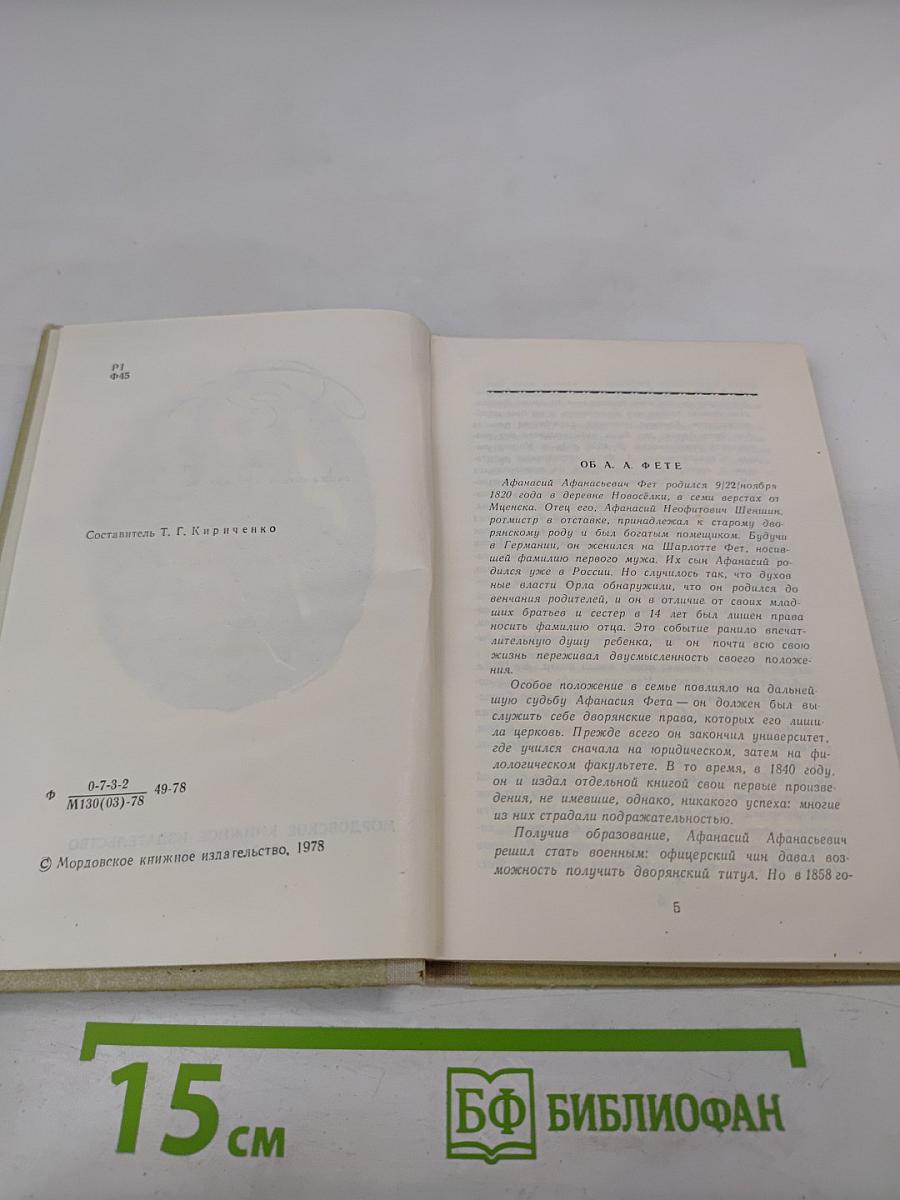 Р1
Ф45
Составитель Т. Г. Кириченко
Ф 0-7-3-2 49-78
М130(03)-78
© Мордовское книжное издательство, 1978
ОБ А. А. ФЕТЕ
Афанасий Афанасьевич Фет родился 9|22|ноября
1820 года в деревне Новосёлки, в семи верстах от
Мценска. Отец его, Афанасий Неофитович Шеншин,
ротмистр в отставке, принадлежал к старому дво-
рянскому роду и был богатым помещиком. Будучи
в Германии, он женился на Шарлотте Фет, носив-
шей фамилию первого мужа. Их сын Афанасий ро-
дился уже в России. Но случилось так, что духов
ные власти Орла обнаружили, что он родился до
венчания родителей, и он в отличие от своих млад-
ших братьев и сестер в 14 лет был лишен права
носить фамилию отца. Это событие ранило впечат-
лительную душу ребенка, и он почти всю свою
жизнь переживал двусмысленность своего положе-
ния.
Особое положение в семье повлияло на дальней
шую судьбу Афанасия Фета — он должен был вы
служить себе дворянские права, которых его лиши-
ла церковь. Прежде всего он закончил университет,
где учился сначала на юридическом, затем на фи-
лологическом факультете. В то время, в 1840 году,
он и издал отдельной книгой свои первые произве-
дения, не имевшие, однако, никакого успеха: многие
из них страдали подражательностью.
Получив образование, Афанасий Афанасьевич
решил стать военным: офицерский чин давал воз-
можность получить дворянский титул. Но в 1858 го-
5
15 см
БФ БИБЛИОФАН